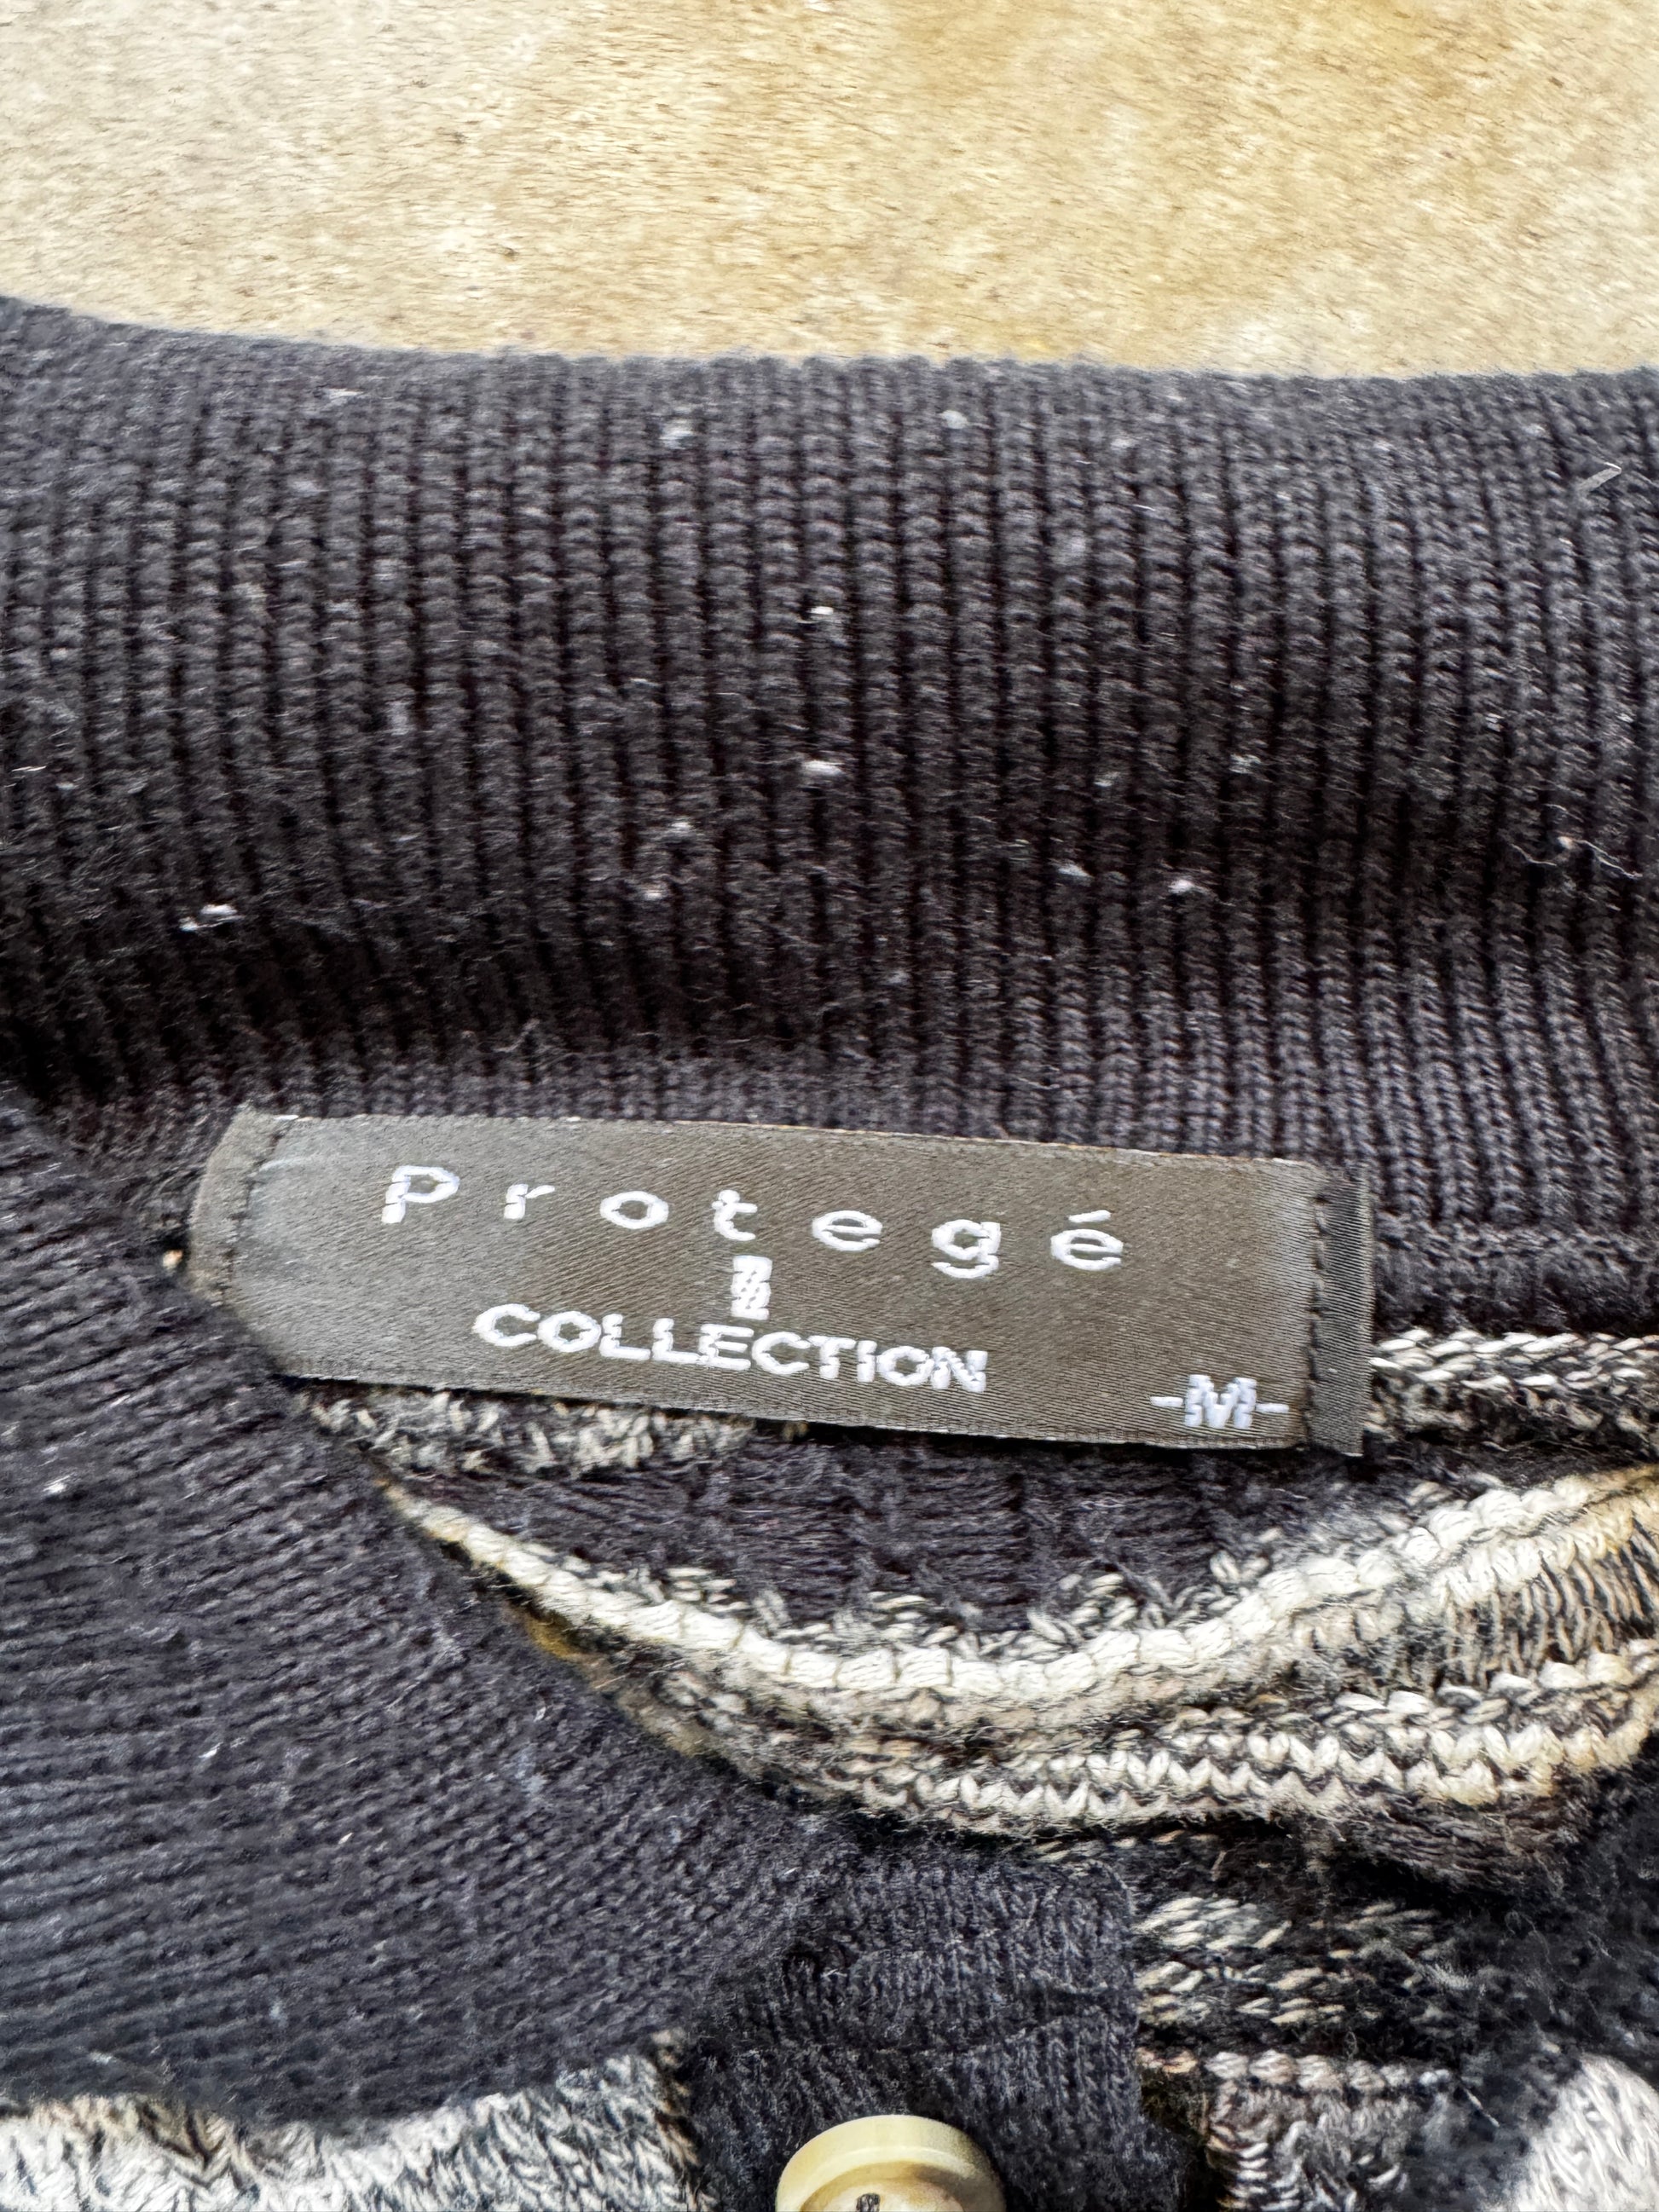 Protegé
COLLECTION
-M-